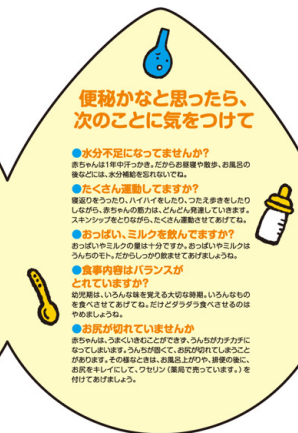 便秘かなと思ったら、
次のことに気をつけて
●水分不足になってませんか?
赤ちゃんは1年中汗っかき。だからお昼寝や散歩、お風呂の
後などには、水分補給を忘れないでね。
●たくさん運動してますか?
寝返りをうったり、ハイハイをしたり、つたえ歩きをしたり
しながら、赤ちゃんの筋力は、どんどん発達していきます。
スキンシップをとりながら、たくさん運動させてあげてね。
●おっぱい、ミルクを飲んでますか?
おっぱいやミルクの量は十分ですか。おっぱいやミルクは
うんちのモト。だからしっかり飲ませてあげましょうね。
●食事内容はバランスが
とれていますか?
幼児期は、いろんな味を覚える大切な時期。いろんなもの
を食べさせてあげてね。だけどダラダラ食べさせるのは
やめましょうね。
●お尻が切れていませんか
赤ちゃんは、うまくいきむことができず、うんちがカチカチに
なってしまいます。うんちが固くて、お尻が切れてしまうこと
があります。その様なときは、お風呂上がりや、排便の後に、
お尻をキレイにして、ワセリン(薬局で売っています。)を
付けてあげましょう。